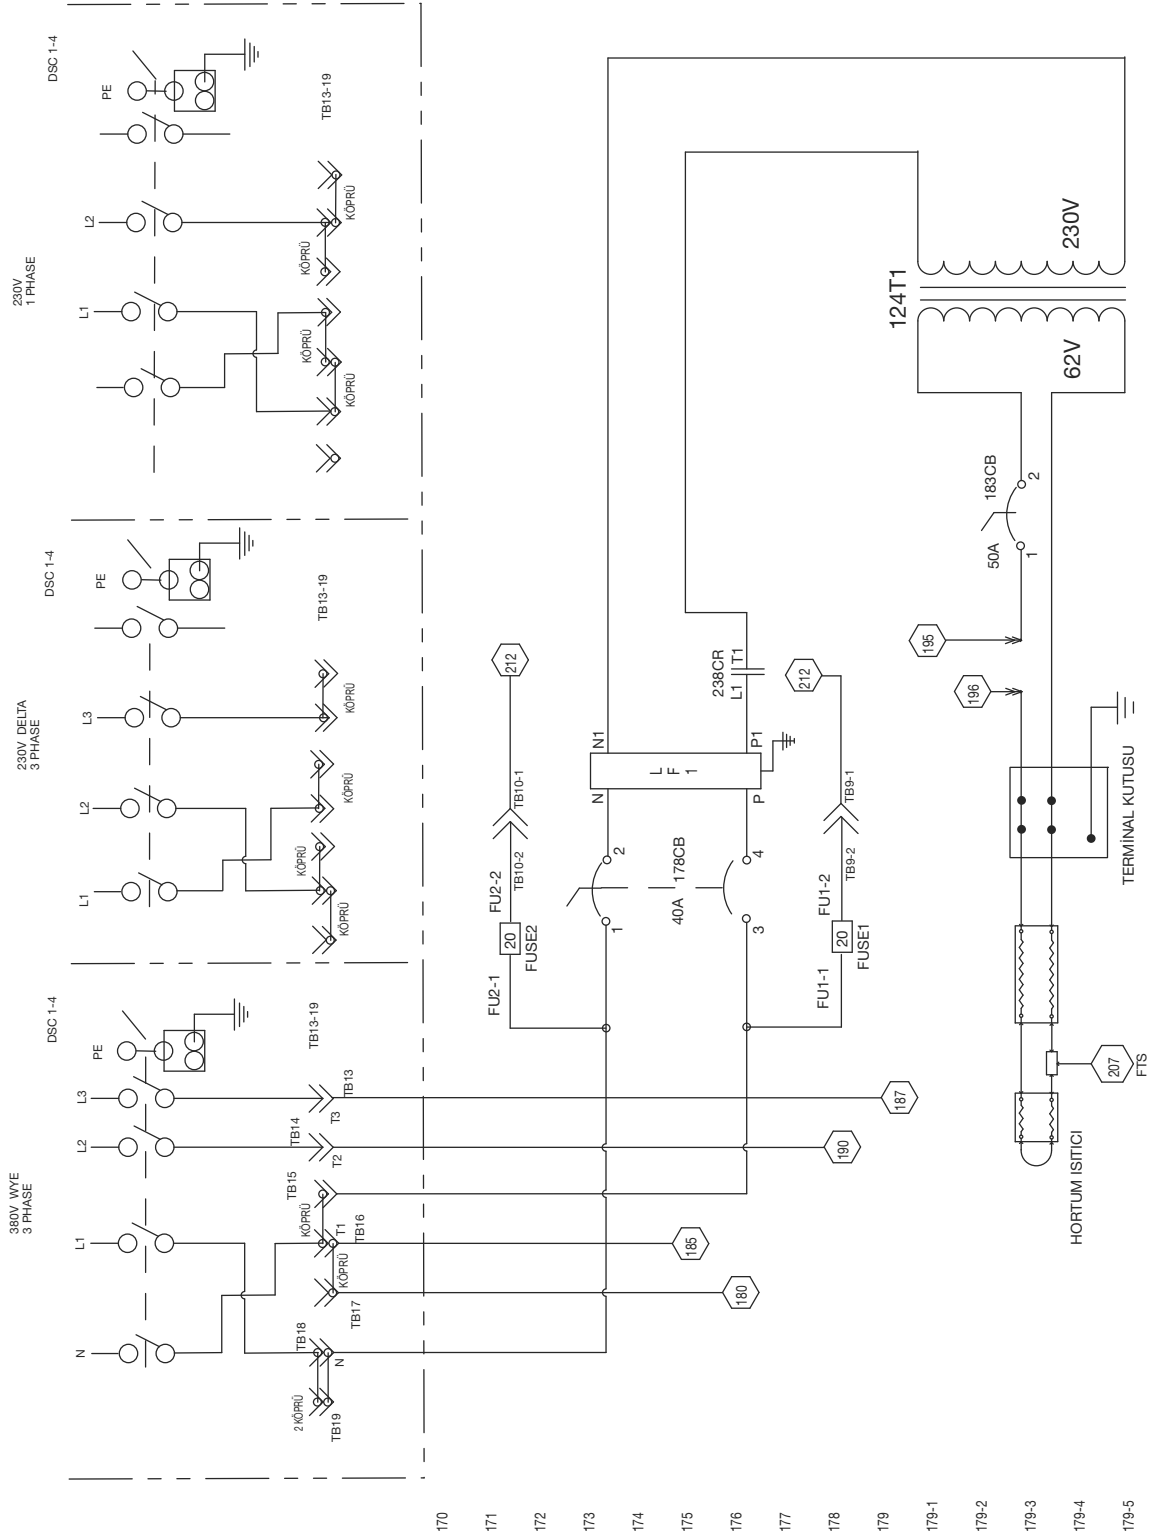 380V WYE
3 PHASE
DSC 1-4
N
L1
L2
L3
PE
2 KÖPRÜ
TB19
TB18
N
TB17
KÖPRÜ
KÖPRÜ
T1
TB16
TB15
TB14
T2
T3
TB13
TB13-19
230V DELTA
3 PHASE
DSC 1-4
L1
L2
L3
PE
KÖPRÜ
KÖPRÜ
KÖPRÜ
KÖPRÜ
TB13-19
230V
1 PHASE
DSC 1-4
L1
L2
PE
KÖPRÜ
KÖPRÜ
KÖPRÜ
KÖPRÜ
TB13-19
170
171
172
173
174
175
176
177
178
179
179-1
179-2
179-3
179-4
179-5
180
185
190
187
FU2-1
20
FUSE2
FU2-2
TB10-2
TB10-1
212
1
2
40A
178CB
3
4
N
N1
L
F
1
P
P1
FU1-1
20
FUSE1
FU1-2
TB9-2
TB9-1
212
238CR
L1
T1
124T1
62V
230V
50A
183CB
1
2
195
196
TERMİNAL KUTUSU
207
FTS
HORTUM ISITICI